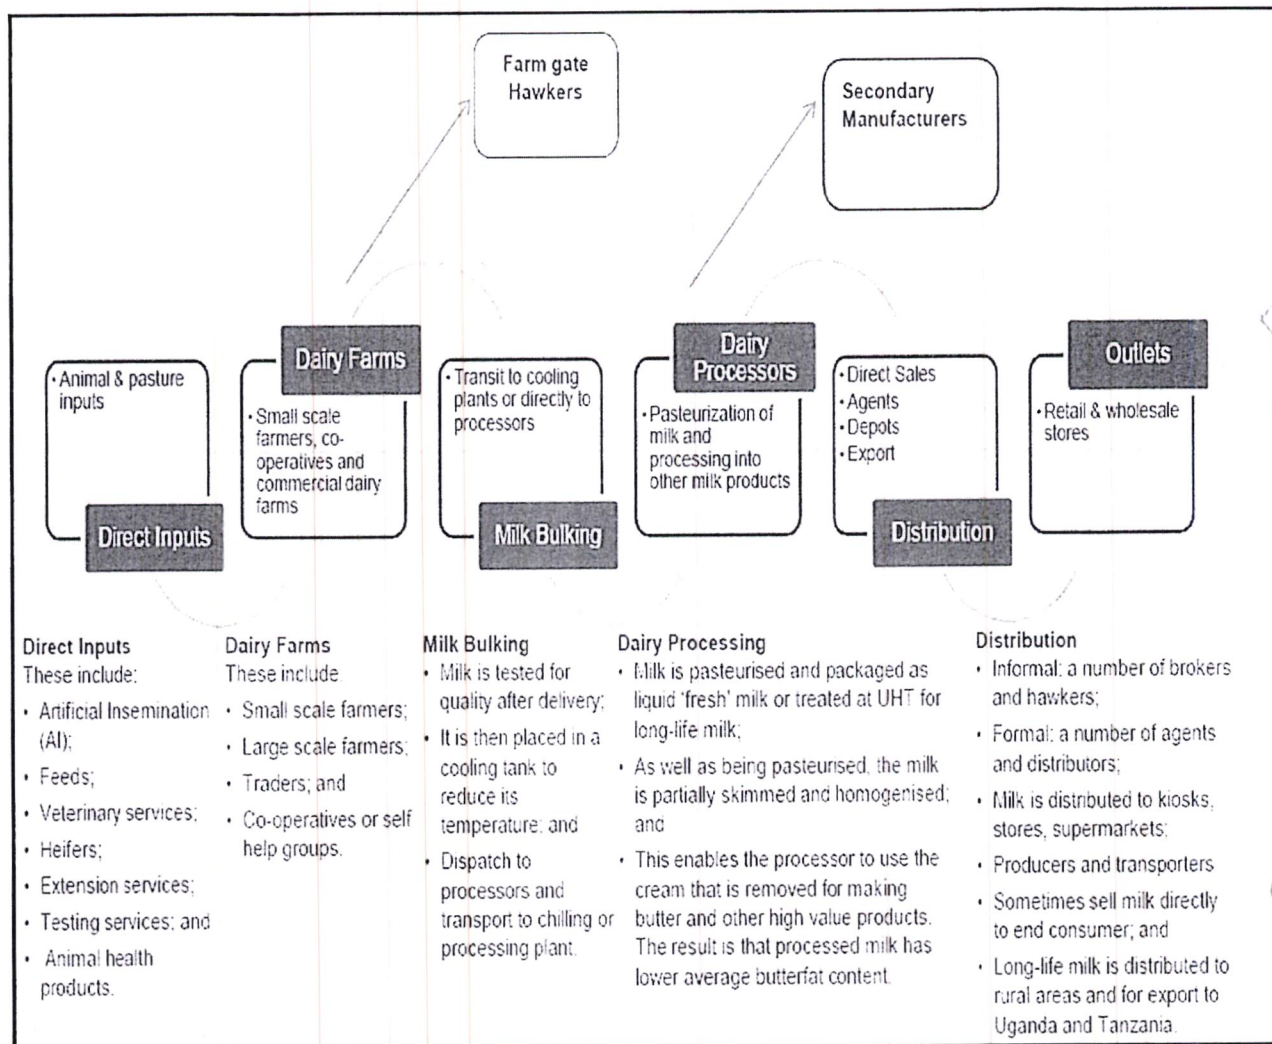 Farm gate
Hawkers
Secondary
Manufacturers
• Animal & pasture
inputs
Direct Inputs
Dairy Farms
• Small scale
farmers, co-
operatives and
commercial dairy
farms
• Transit to cooling
plants or directly to
processors
Milk Bulking
Dairy
Processors
• Pasteurization of
milk and
processing into
other milk products
• Direct Sales
• Agents
• Depots
• Export
Distribution
Outlets
• Retail & wholesale
stores
Direct Inputs
These include:
• Artificial Insemination
(AI);
• Feeds;
• Veterinary services;
• Heifers;
• Extension services;
• Testing services; and
• Animal health
products.
Dairy Farms
These include
• Small scale farmers;
• Large scale farmers;
• Traders; and
• Co-operatives or self
help groups.
Milk Bulking
• Milk is tested for
quality after delivery;
• It is then placed in a
cooling tank to
reduce its
temperature; and
• Dispatch to
processors and
transport to chilling or
processing plant.
Dairy Processing
• Milk is pasteurised and packaged as
liquid 'fresh' milk or treated at UHT for
long-life milk;
• As well as being pasteurised, the milk
is partially skimmed and homogenised;
and
• This enables the processor to use the
cream that is removed for making
butter and other high value products.
The result is that processed milk has
lower average butterfat content.
Distribution
• Informal: a number of brokers
and hawkers;
• Formal: a number of agents
and distributors;
• Milk is distributed to kiosks,
stores, supermarkets;
• Producers and transporters
• Sometimes sell milk directly
to end consumer; and
• Long-life milk is distributed to
rural areas and for export to
Uganda and Tanzania.